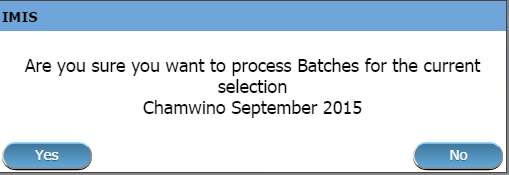 IMIS
Are you sure you want to process Batches for the current
selection
Chamwino September 2015
Yes
No